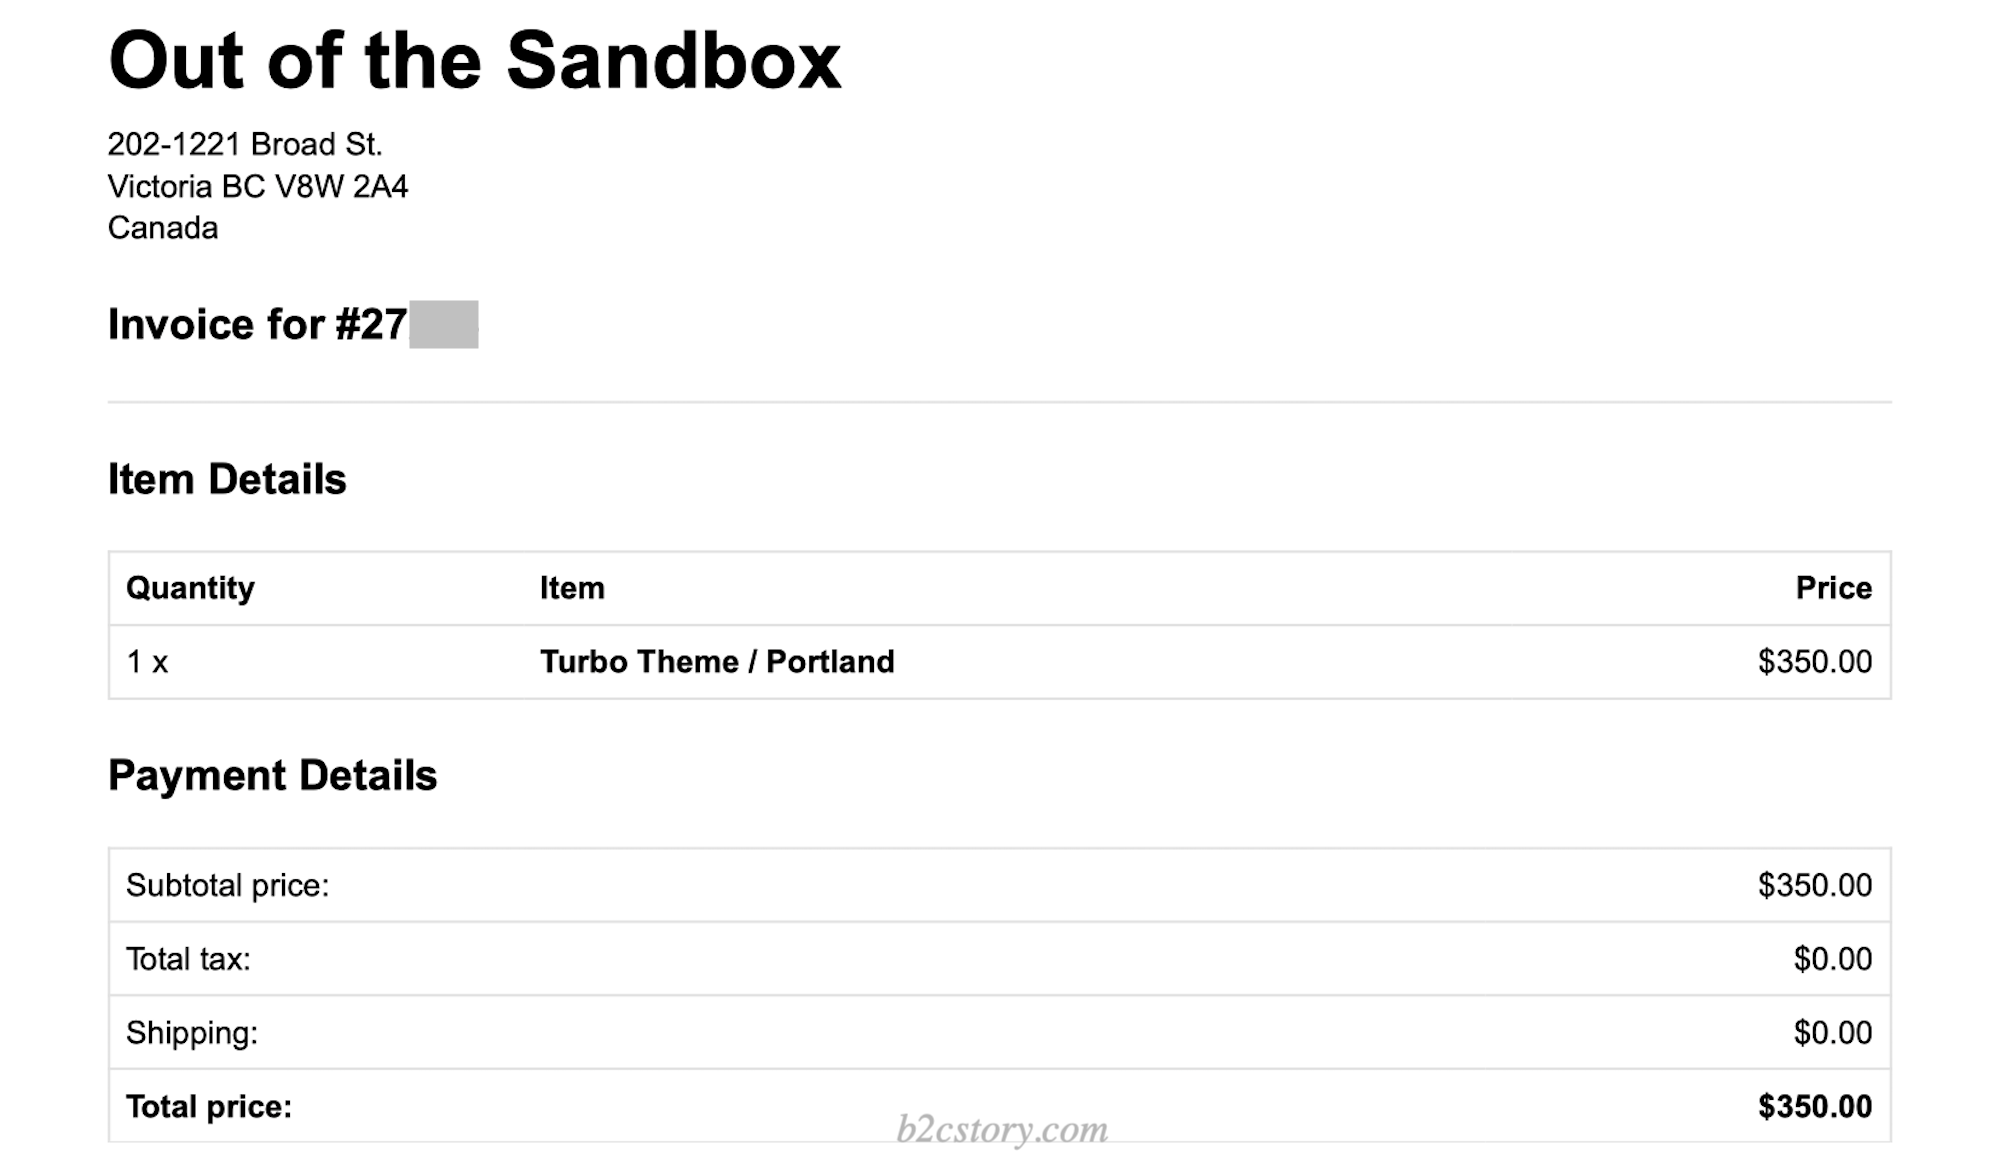 Out of the Sandbox
202-1221 Broad St.
Victoria BC V8W 2A4
Canada
Invoice for #27
Item Details
Quantity Item Price
1 x Turbo Theme / Portland $350.00
Payment Details
Subtotal price: $350.00
Total tax: $0.00
Shipping: $0.00
Total price: $350.00
b2cstory.com